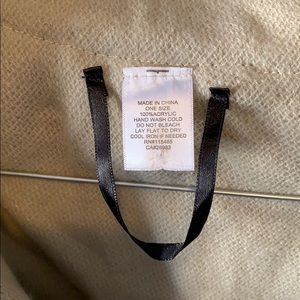 MADE IN CHINA
ONE SIZE
100%ACRYLIC
HAND WASH COLD
DO NOT BLEACH
LAY FLAT TO DRY
COOL IRON IF NEEDED
RN#115485
CA#26983